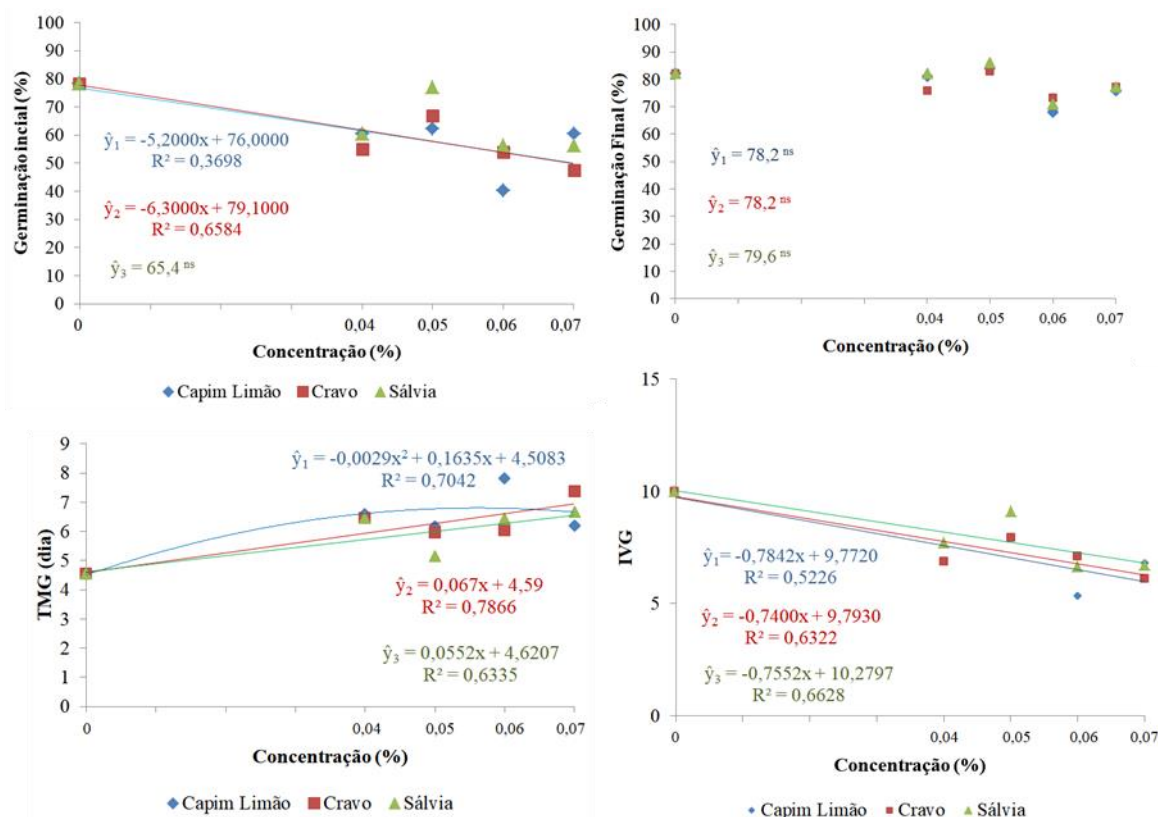 Germinação incial (%)
100
90
80
70
60
50
40
30
20
10
0
ŷ₁ = -5,2000x + 76,0000
R² = 0,3698
ŷ₂ = -6,3000x + 79,1000
R² = 0,6584
ŷ₃ = 65,4 ns
0 0,04 0,05 0,06 0,07
Concentração (%)
Capim Limão Cravo Sálvia
Germinação Final (%)
100
90
80
70
60
50
40
30
20
10
0
ŷ₁ = 78,2 ns
ŷ₂ = 78,2 ns
ŷ₃ = 79,6 ns
0 0,04 0,05 0,06 0,07
Concentração (%)
TMG (dia)
9
8
7
6
5
4
3
2
1
0
ŷ₁ = -0,0029x² + 0,1635x + 4,5083
R² = 0,7042
ŷ₂ = 0,067x + 4,59
R² = 0,7866
ŷ₃ = 0,0552x + 4,6207
R² = 0,6335
0 0,04 0,05 0,06 0,07
Concentração (%)
Capim Limão Cravo Sálvia
IVG
15
10
5
0
ŷ₁ = -0,7842x + 9,7720
R² = 0,5226
ŷ₂ = -0,7400x + 9,7930
R² = 0,6322
ŷ₃ = -0,7552x + 10,2797
R² = 0,6628
0 0,04 0,05 0,06 0,07
Concentração (%)
Capim Limão Cravo Sálvia